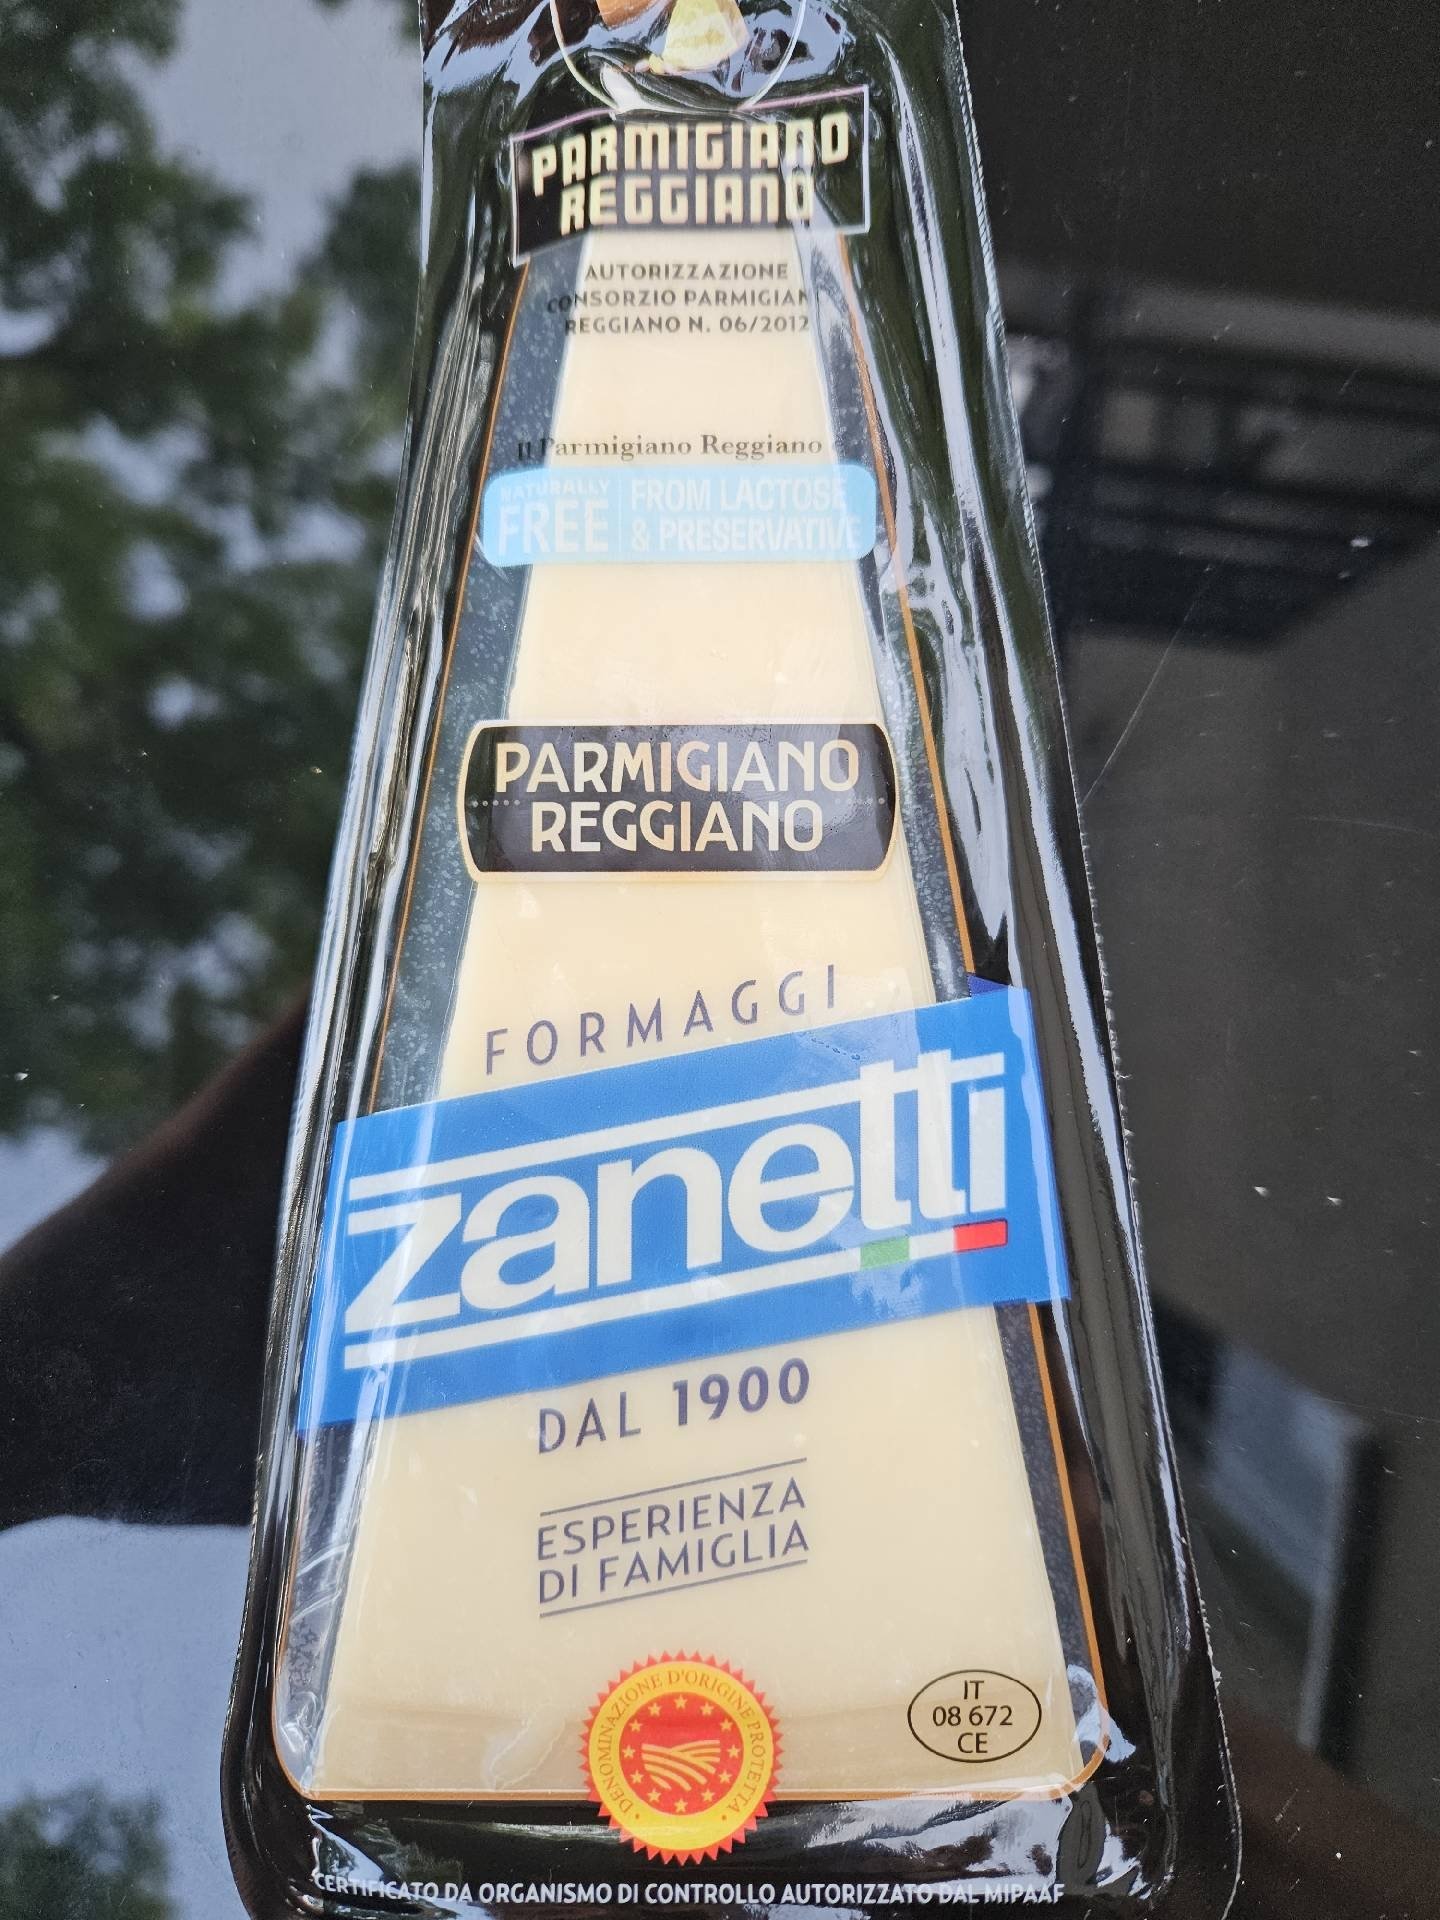 PARMIGIANO
REGGIANO
AUTORIZZAZIONE
CONSORZIO PARMIGIAN
REGGIANO N. 06/2012
Il Parmigiano Reggiano
NATURALLY
FREE
FROM LACTOSE
& PRESERVATIVE
PARMIGIANO
REGGIANO
FORMAGGI
zanetti
DAL 1900
ESPERIENZA
DI FAMIGLIA
DENOMINAZIONE D'ORIGINE PROTETTA
IT
08 672
CE
CERTIFICATO DA ORGANISMO DI CONTROLLO AUTORIZZATO DAL MIPAAF